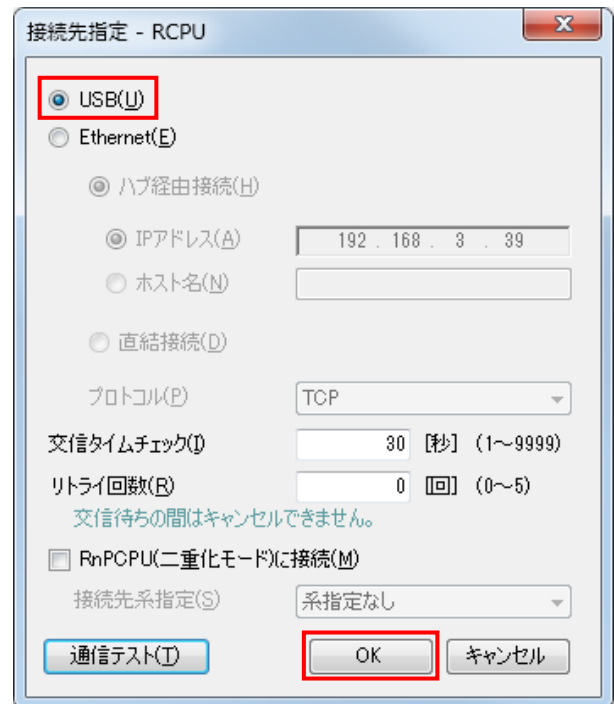 接続先指定 - RCPU
USB(U)
Ethernet(E)
ハブ経由接続(H)
IPアドレス(A) 192 . 168 . 3 . 39
ホスト名(N)
直結接続(D)
プロトコル(P) TCP
交信タイムチェック(I) 30 [秒] (1～9999)
リトライ回数(R) 0 [回] (0～5)
交信待ちの間はキャンセルできません。
RnPCPU(二重化モード)に接続(M)
接続先系指定(S) 系指定なし
通信テスト(T) OK キャンセル